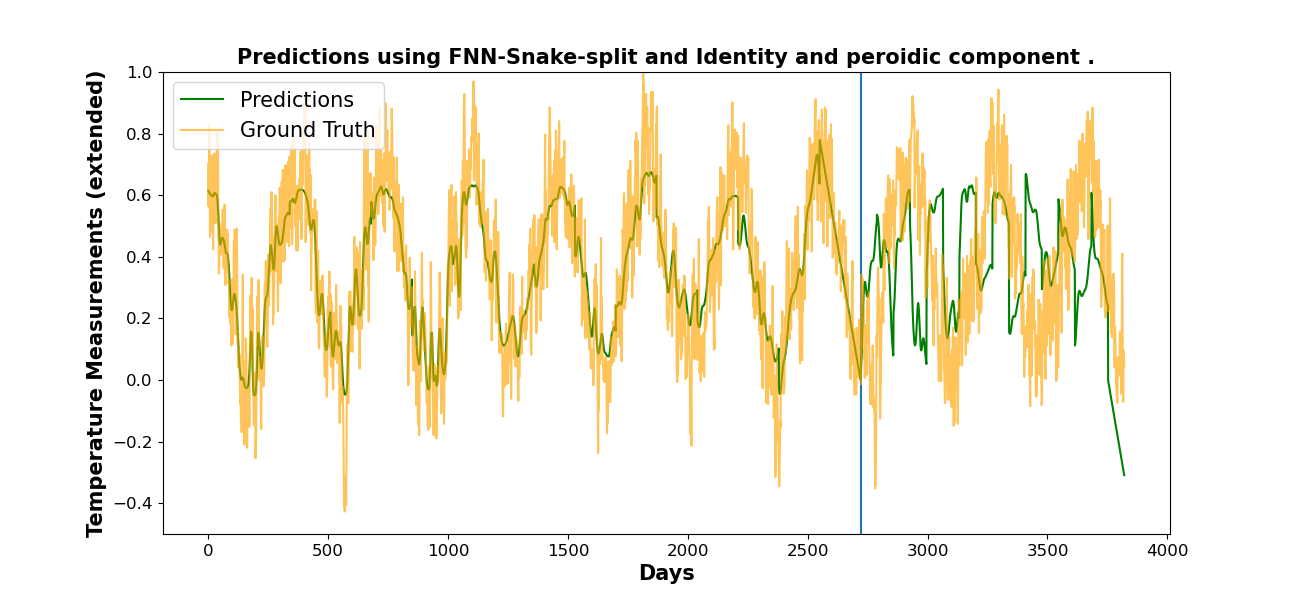 Predictions using FNN-Snake-split and Identity and peroidic component .
Temperature Measurements (extended)
1.0
0.8
0.6
0.4
0.2
0.0
−0.2
−0.4
Predictions
Ground Truth
0 500 1000 1500 2000 2500 3000 3500 4000
Days